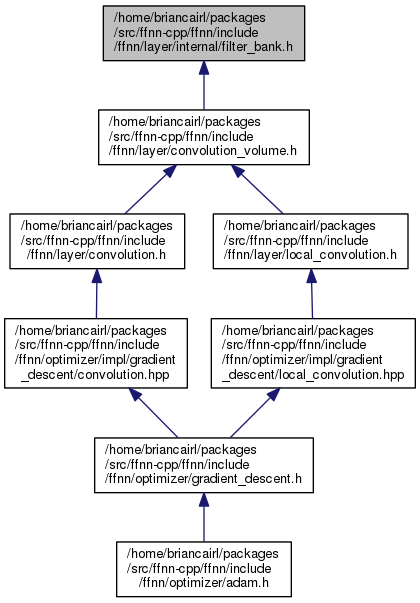 /home/briancairl/packages
/src/ffnn-cpp/ffnn/include
/ffnn/layer/internal/filter_bank.h
/home/briancairl/packages
/src/ffnn-cpp/ffnn/include
/ffnn/layer/convolution_volume.h
/home/briancairl/packages
/src/ffnn-cpp/ffnn/include
/ffnn/layer/convolution.h
/home/briancairl/packages
/src/ffnn-cpp/ffnn/include
/ffnn/layer/local_convolution.h
/home/briancairl/packages
/src/ffnn-cpp/ffnn/include
/ffnn/optimizer/impl/gradient
_descent/convolution.hpp
/home/briancairl/packages
/src/ffnn-cpp/ffnn/include
/ffnn/optimizer/impl/gradient
_descent/local_convolution.hpp
/home/briancairl/packages
/src/ffnn-cpp/ffnn/include
/ffnn/optimizer/gradient_descent.h
/home/briancairl/packages
/src/ffnn-cpp/ffnn/include
/ffnn/optimizer/adam.h